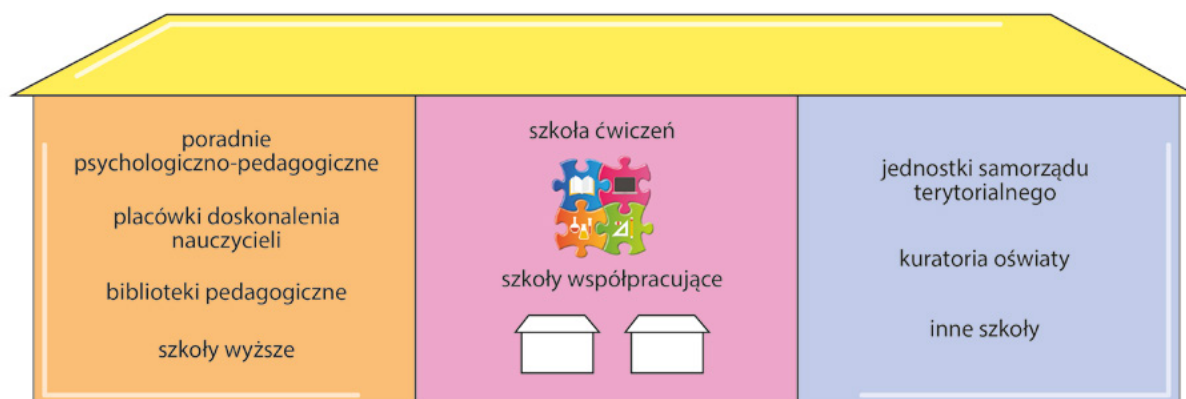 poradnie
psychologiczno-pedagogiczne
placówki doskonalenia
nauczycieli
biblioteki pedagogiczne
szkoły wyższe
szkoła ćwiczeń
szkoły współpracujące
jednostki samorządu
terytorialnego
kuratoria oświaty
inne szkoły